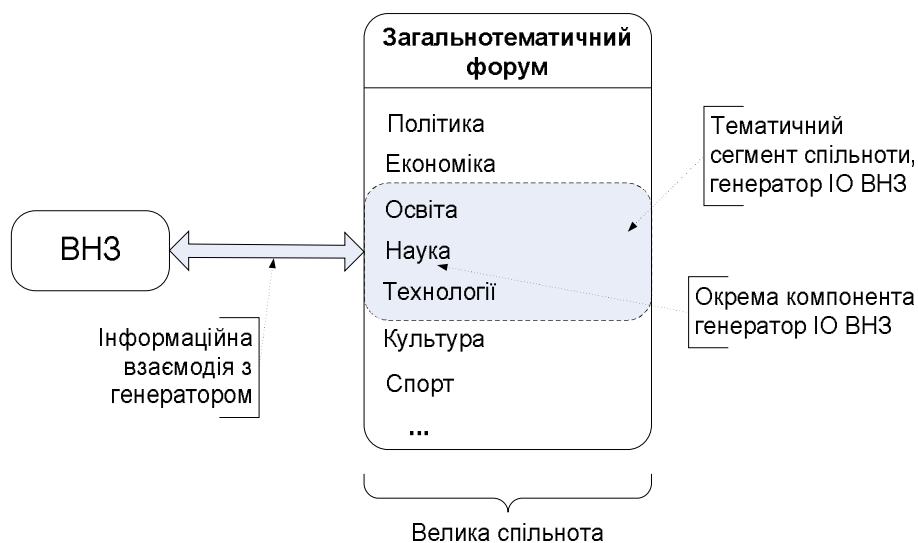 Загальнотематичний
форум
Політика
Економіка
Освіта
Наука
Технології
Культура
Спорт
...
ВНЗ
Інформаційна
взаємодія з
генератором
Тематичний
сегмент спільноти,
генератор ІО ВНЗ
Окрема компонента
генератор ІО ВНЗ
Велика спільнота